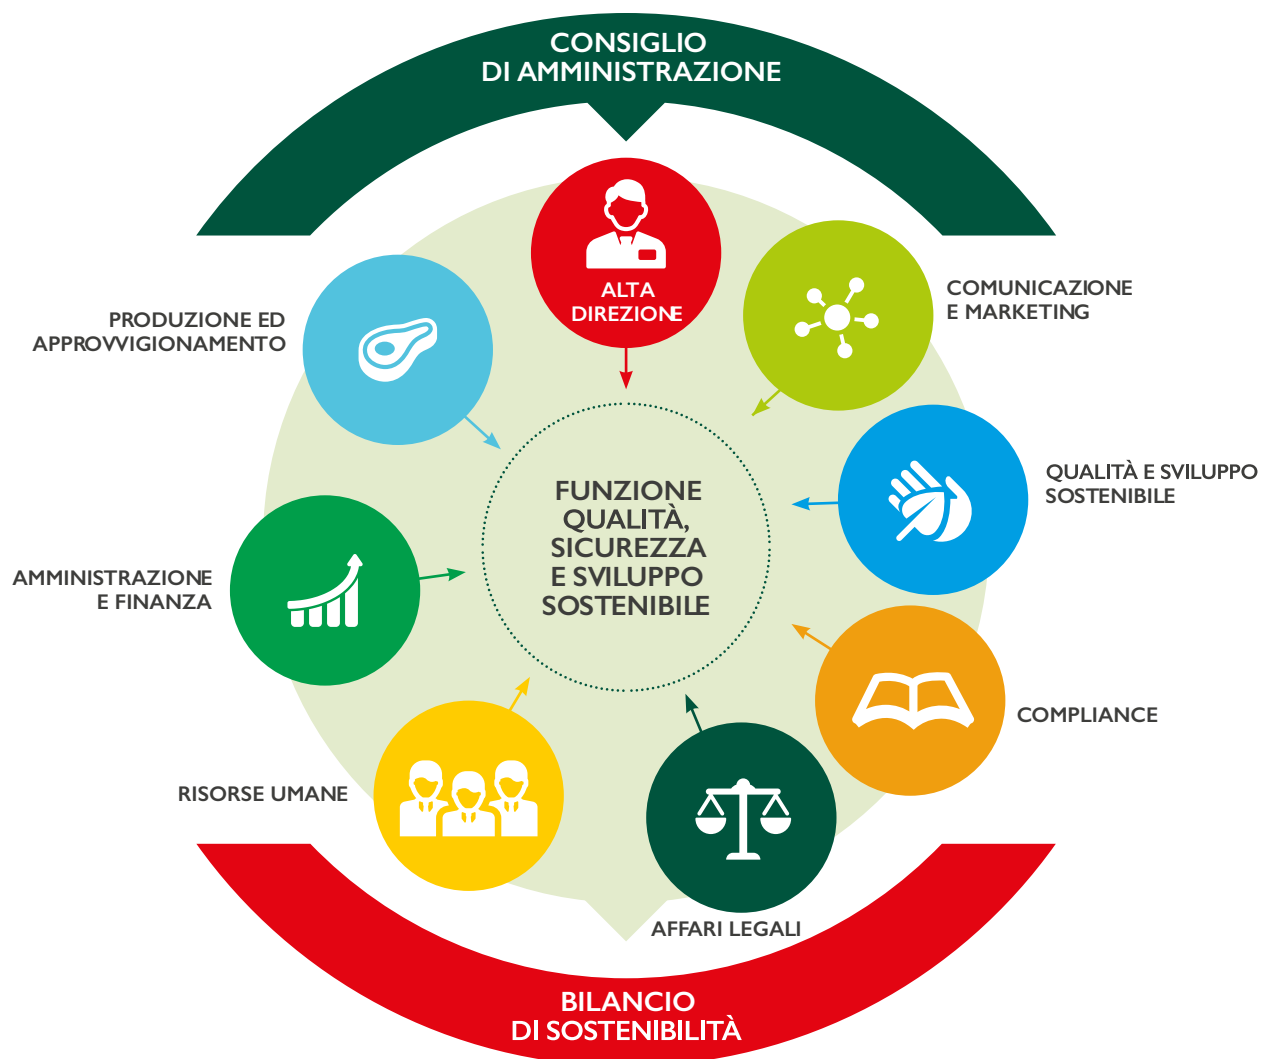 CONSIGLIO
DI AMMINISTRAZIONE
ALTA
DIREZIONE
COMUNICAZIONE
E MARKETING
PRODUZIONE ED
APPROVVIGIONAMENTO
QUALITÀ E SVILUPPO
SOSTENIBILE
FUNZIONE
QUALITÀ,
SICUREZZA
E SVILUPPO
SOSTENIBILE
AMMINISTRAZIONE
E FINANZA
COMPLIANCE
RISORSE UMANE
AFFARI LEGALI
BILANCIO
DI SOSTENIBILITÀ